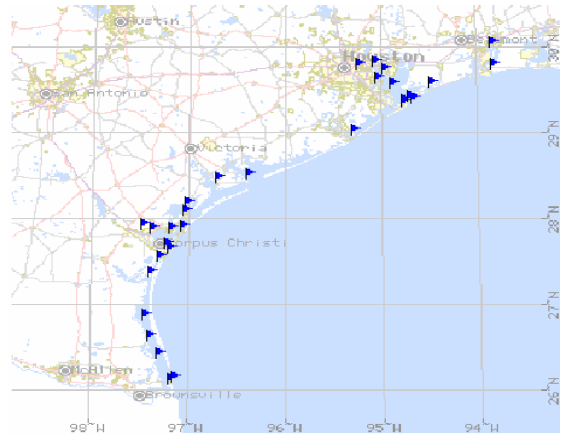 Austin
Beaumont
Houston
San Antonio
Victoria
Corpus Christi
McAllen
Brownsville
30°N
29°N
28°N
27°N
26°N
98°W
97°W
96°W
95°W
94°W